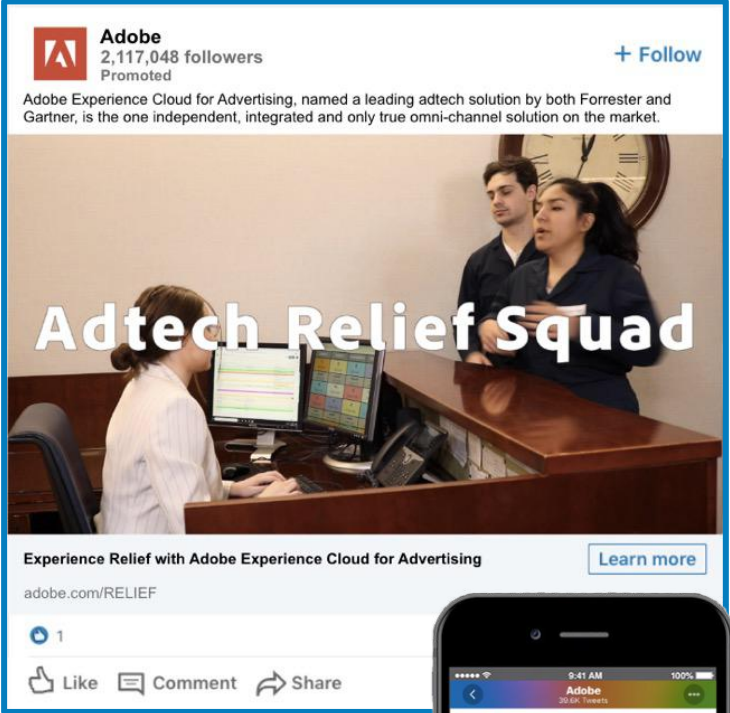 Adobe
2,117,048 followers
Promoted
+ Follow
Adobe Experience Cloud for Advertising, named a leading adtech solution by both Forrester and
Gartner, is the one independent, integrated and only true omni-channel solution on the market.
Adtech Relief Squad
Experience Relief with Adobe Experience Cloud for Advertising
Learn more
adobe.com/RELIEF
1
Like
Comment
Share
9:41 AM
100%
Adobe
39.6K Tweets